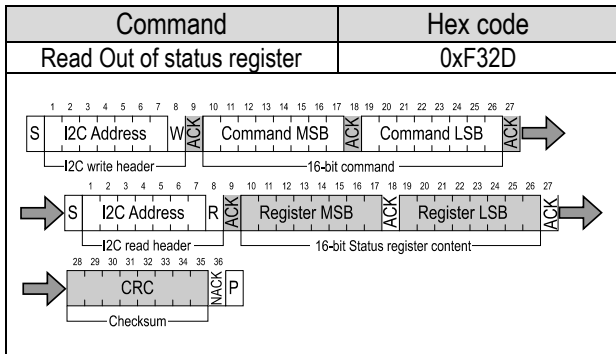 Command Hex code
Read Out of status register 0xF32D
1 2 3 4 5 6 7 8 9 10 11 12 13 14 15 16 17 18 19 20 21 22 23 24 25 26 27
S I2C Address W ACK Command MSB ACK Command LSB ACK
I2C write header 16-bit command
1 2 3 4 5 6 7 8 9 10 11 12 13 14 15 16 17 18 19 20 21 22 23 24 25 26 27
S I2C Address R ACK Register MSB ACK Register LSB ACK
I2C read header 16-bit Status register content
28 29 30 31 32 33 34 35 36
CRC NACK P
Checksum